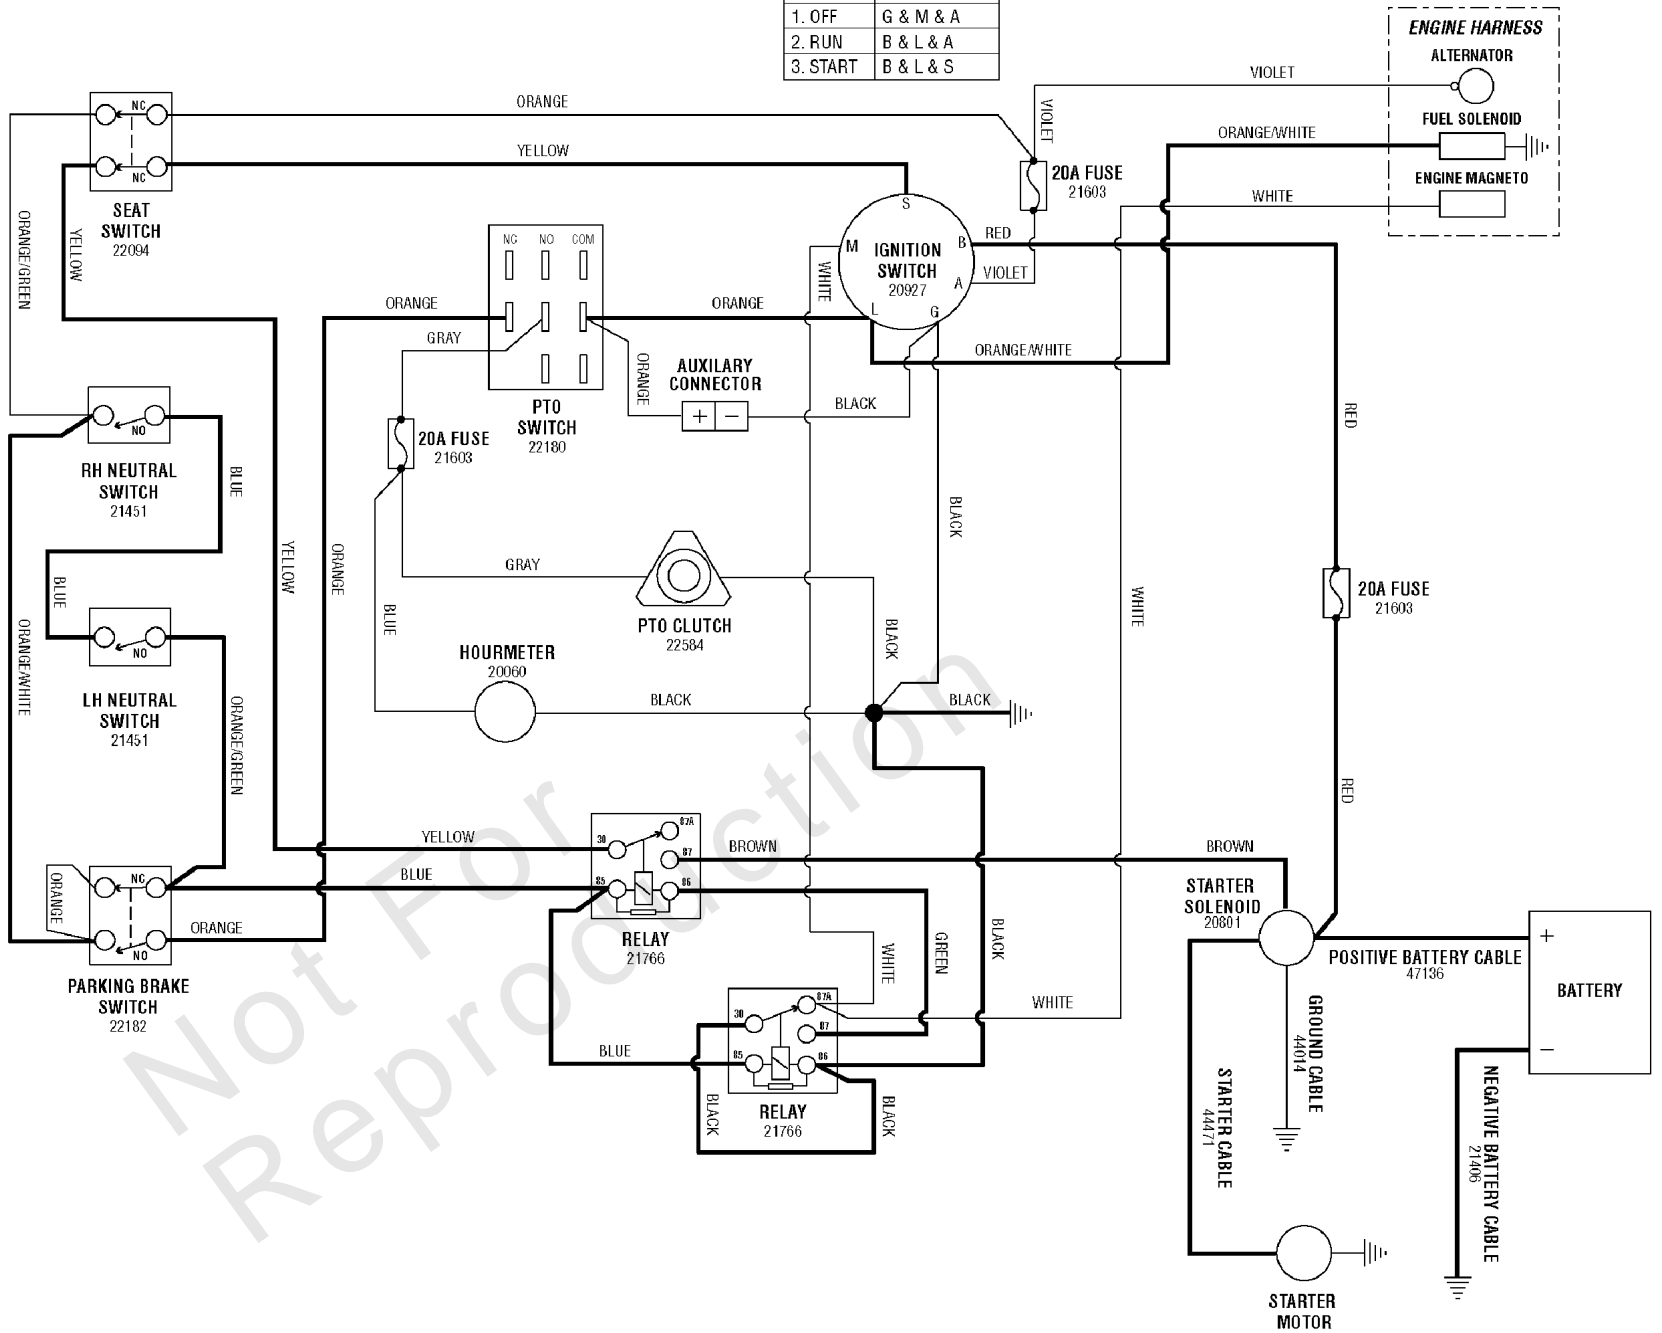 1. OFF G & M & A
2. RUN B & L & A
3. START B & L & S
ENGINE HARNESS
ALTERNATOR
VIOLET
FUEL SOLENOID
ORANGE/WHITE
ENGINE MAGNETO
WHITE
VIOLET
20A FUSE
21603
ORANGE
YELLOW
NC
NC
SEAT
SWITCH
22094
ORANGE/GREEN
YELLOW
S
M
B
A
L
G
IGNITION
SWITCH
20927
RED
VIOLET
WHITE
NC NO COM
ORANGE
GRAY
ORANGE
ORANGE/WHITE
PTO
SWITCH
22180
ORANGE
AUXILARY
CONNECTOR
+ −
BLACK
RED
20A FUSE
21603
NO
RH NEUTRAL
SWITCH
21451
BLUE
BLACK
YELLOW
ORANGE
GRAY
BLUE
PTO CLUTCH
22584
WHITE
20A FUSE
21603
BLUE
NO
LH NEUTRAL
SWITCH
21451
ORANGE/WHITE
ORANGE/GREEN
HOURMETER
20060
BLACK
BLACK
BLACK
RED
YELLOW
30
87A
87
85
86
BROWN
BROWN
BLUE
RELAY
21766
NC
NO
ORANGE
ORANGE
PARKING BRAKE
SWITCH
22182
GREEN
BLACK
WHITE
STARTER
SOLENOID
20801
POSITIVE BATTERY CABLE
47136
+
BATTERY
−
WHITE
30
87A
87
85
86
BLUE
BLACK
BLACK
RELAY
21766
GROUND CABLE
44014
STARTER CABLE
44471
NEGATIVE BATTERY CABLE
21406
STARTER
MOTOR
Not For
Reproduction